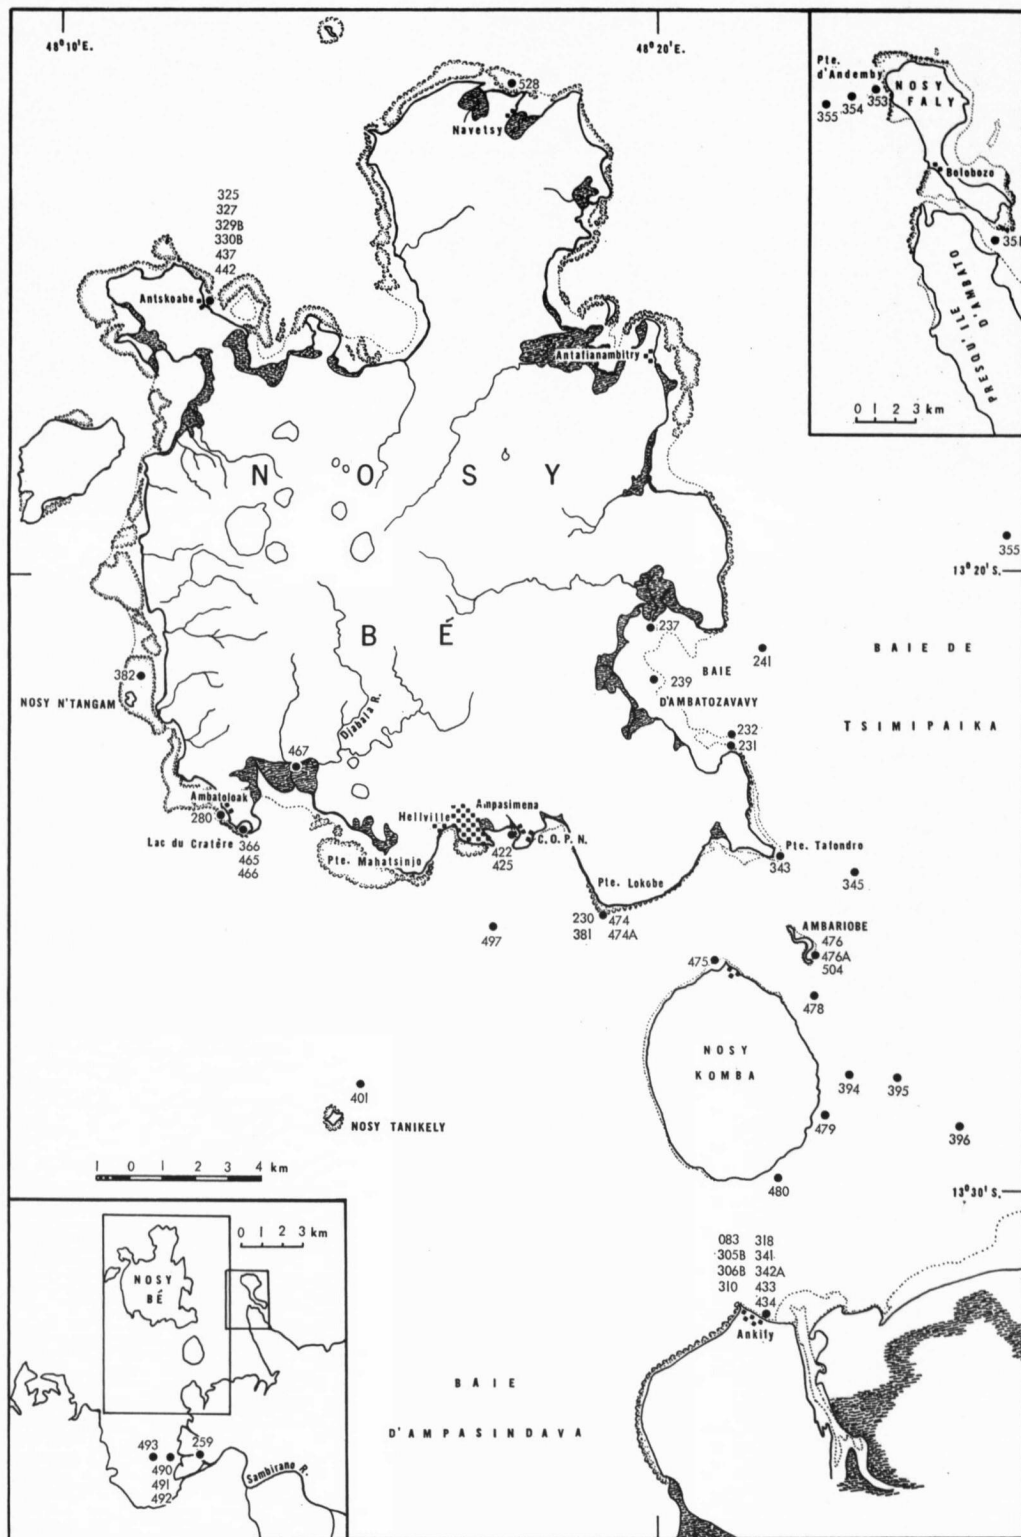 48° 10' E.
48° 20' E.
Pte.
d'Andemby
353
354
355
NOSY
FALY
Bolobozo
351
PRESQU'ILE
D'AMBATO
0 1 2 3 km
528
Navetsy
325
327
329B
330B
437
442
Antskoabe
Antafianambitry
NOSY
BÉ
355
13° 20' S.
237
241
239
BAIE
D'AMBATOZAVAVY
232
231
BAIE DE
TSIMIPAIKA
382
NOSY N'TANGAM
Djabala R.
467
Ambatoloak
280
Lac du Cratère
366
465
466
Hellville
Ampasimena
C.O.P.N.
422
425
Pte. Mahatsinjo
Pte. Lokobe
Pte. Tafondro
343
345
230 474
381 474A
497
AMBARIOBE
476
476A
504
475
478
NOSY
KOMBA
394
395
479
396
401
NOSY TANIKELY
1 0 1 2 3 4 km
480
13° 30' S.
083 318
305B 341
306B 342A
310 433
434
Ankify
BAIE
D'AMPASINDAVA
0 1 2 3 km
NOSY
BÉ
493
490
491
492
259
Sambirano R.